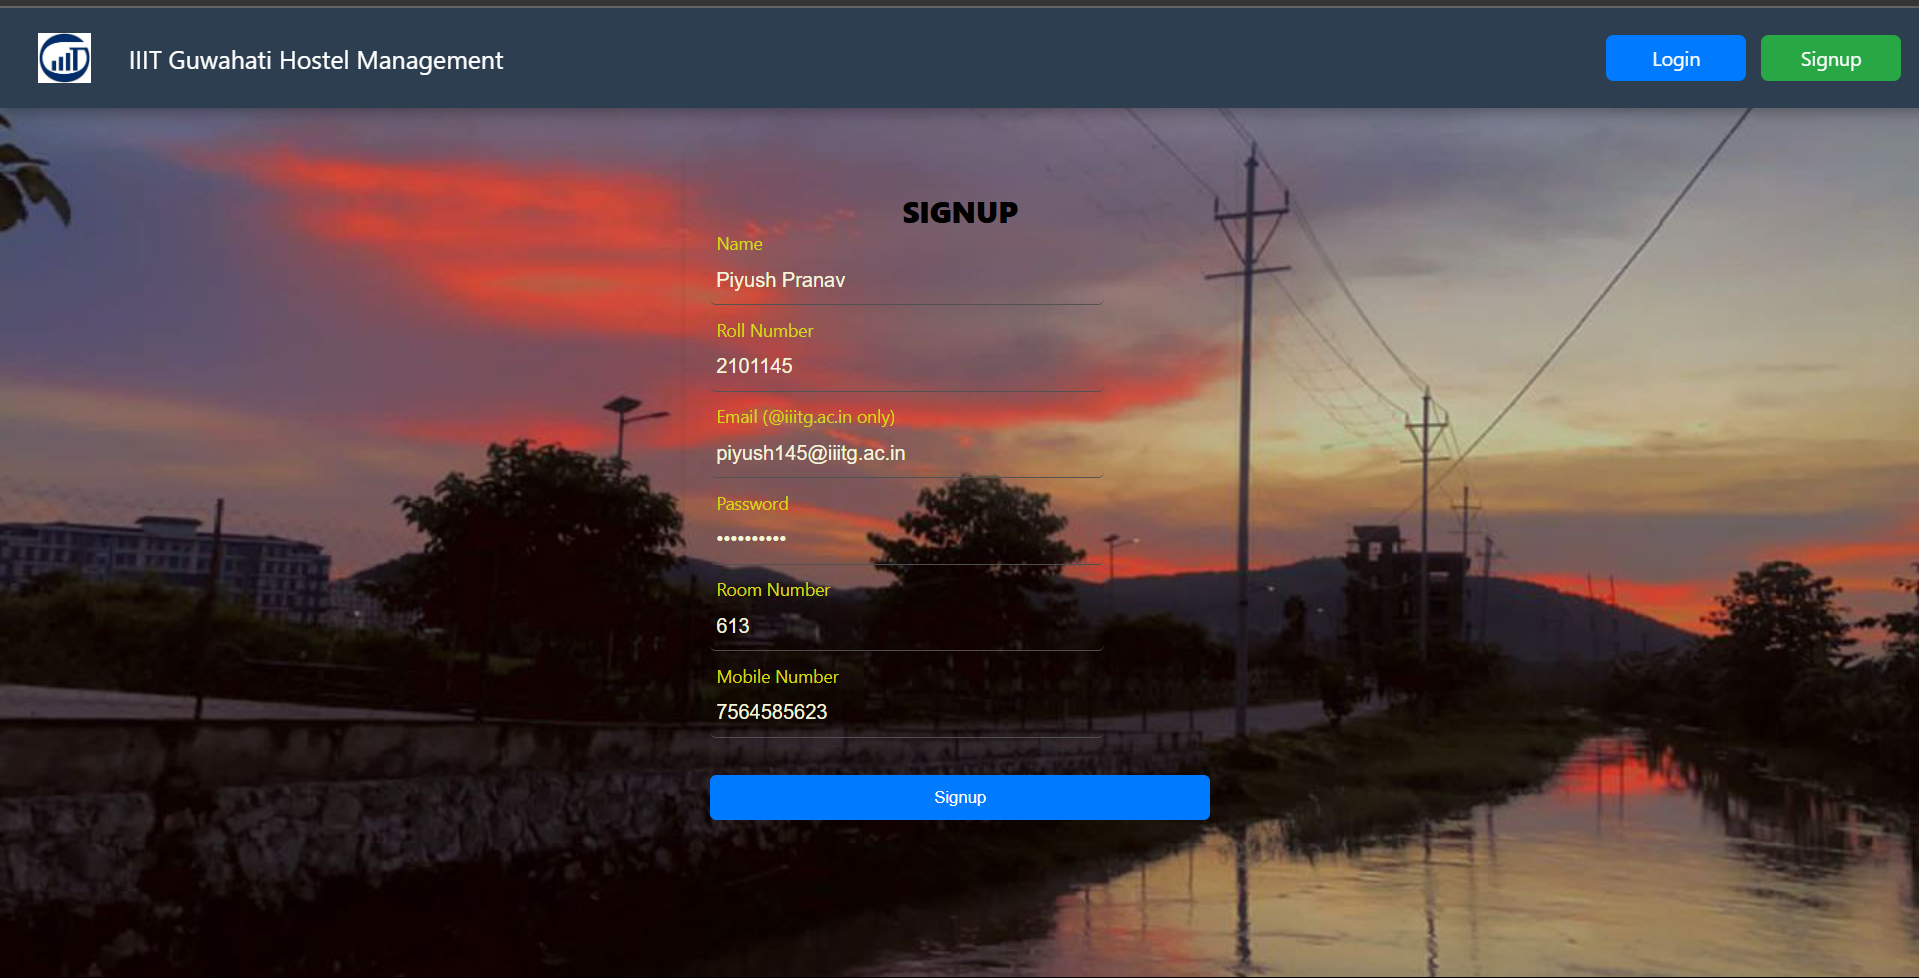 IIIT Guwahati Hostel Management
Login
Signup
SIGNUP
Name
Piyush Pranav
Roll Number
2101145
Email (@iiitg.ac.in only)
piyush145@iiitg.ac.in
Password
••••••••••
Room Number
613
Mobile Number
7564585623
Signup